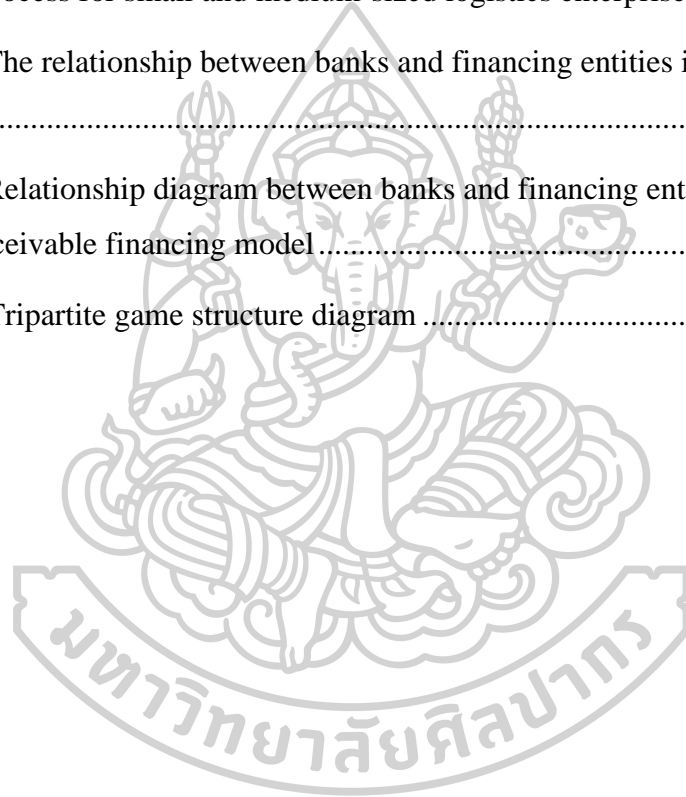 ocess for small and medium-sized logistics enterprise
The relationship between banks and financing entities i
................................................................................
Relationship diagram between banks and financing ent
ceivable financing model ................................................
Tripartite game structure diagram ..................................
มหาวิทยาลัยศิลปากร